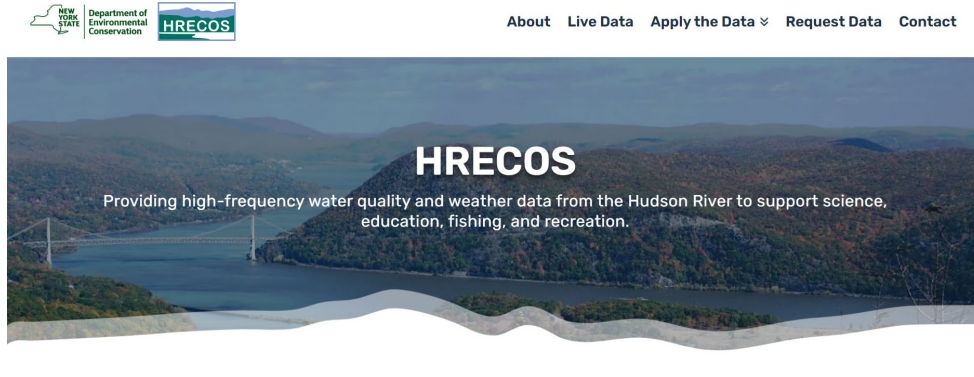 NEW
YORK
STATE
Department of
Environmental
Conservation
HRECOS
About Live Data Apply the Data Request Data Contact
HRECOS
Providing high-frequency water quality and weather data from the Hudson River to support science,
education, fishing, and recreation.